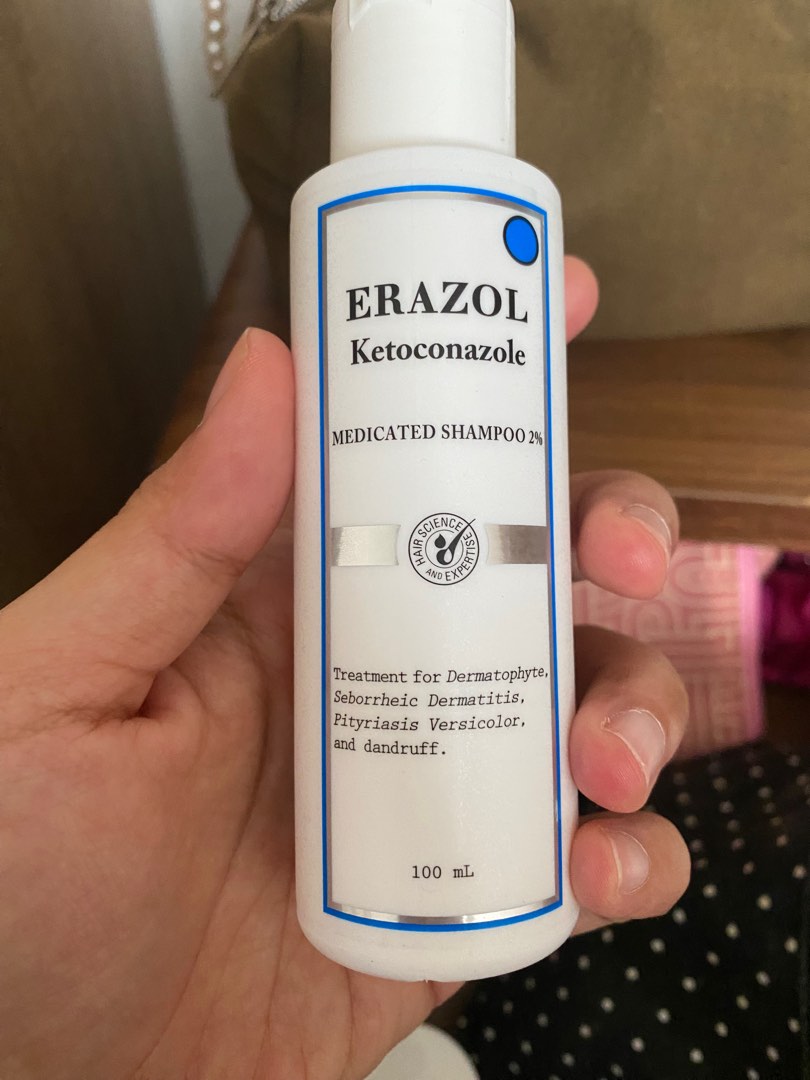 ERAZOL
Ketoconazole
MEDICATED SHAMPOO 2%
HAIR SCIENCE
AND EXPERTISE
Treatment for Dermatophyte,
Seborrheic Dermatitis,
Pityriasis Versicolor,
and dandruff.
100 mL